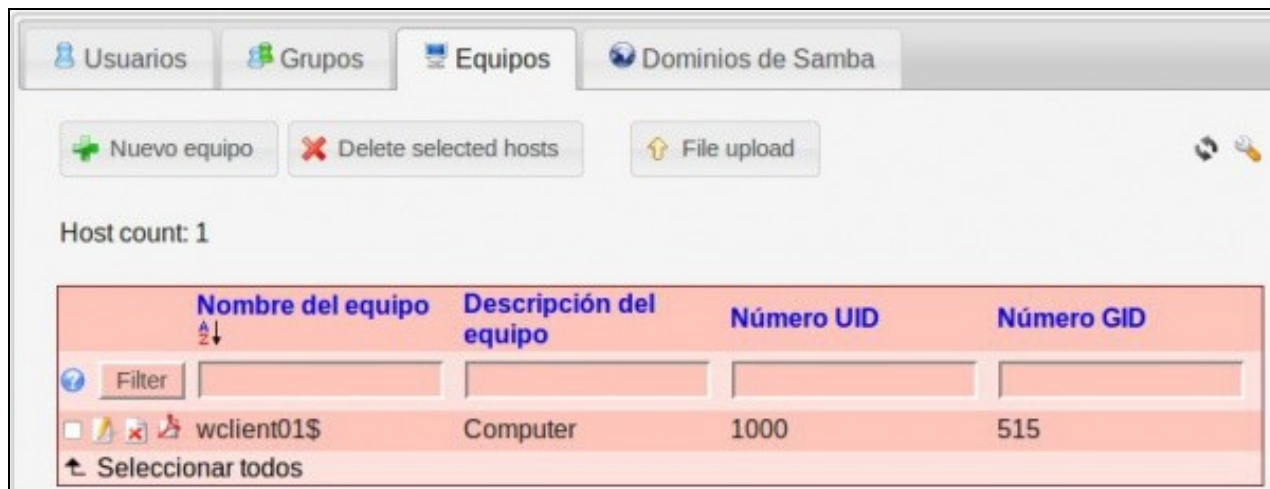 Usuarios Grupos Equipos Dominios de Samba
Nuevo equipo Delete selected hosts File upload
Host count: 1
Nombre del equipo Descripción del equipo Número UID Número GID
Filter
wclient01$ Computer 1000 515
Seleccionar todos